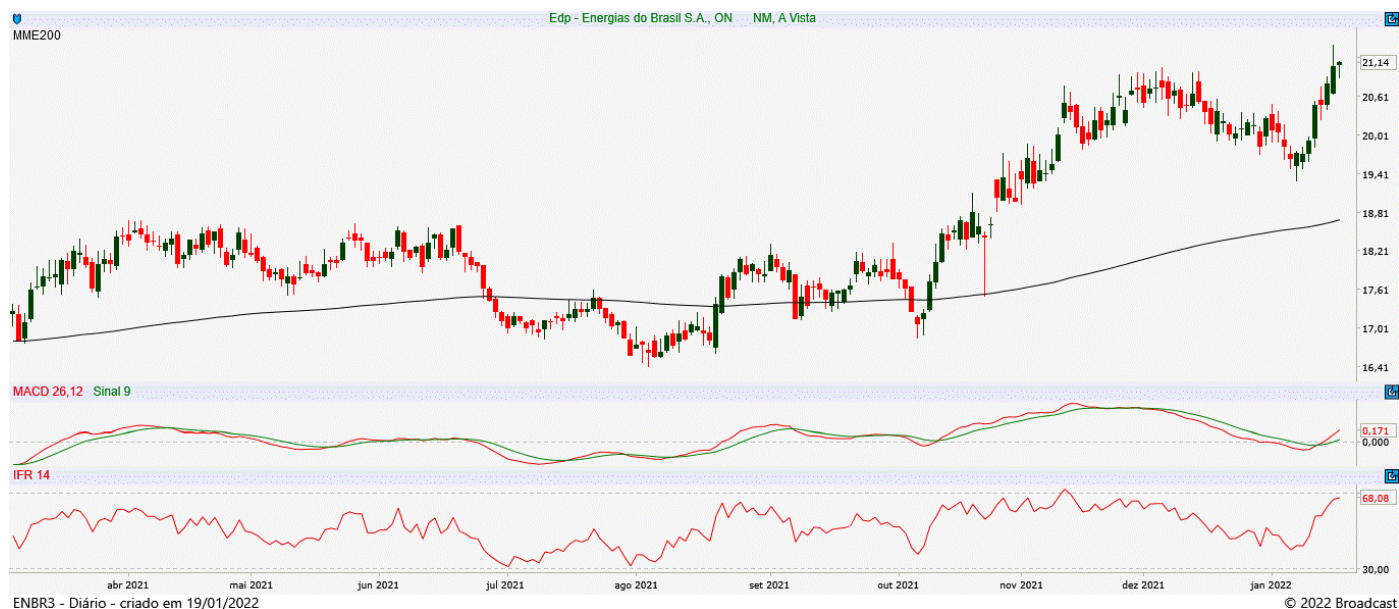 Edp - Energias do Brasil S.A., ON NM, A Vista
MME200
21,14
20,61
20,01
19,41
18,81
18,21
17,61
17,01
16,41
MACD 26,12 Sinal 9
0,171
0,000
IFR 14
68,08
30,00
abr 2021 mai 2021 jun 2021 jul 2021 ago 2021 set 2021 out 2021 nov 2021 dez 2021 jan 2022
ENBR3 - Diário - criado em 19/01/2022 © 2022 Broadcast